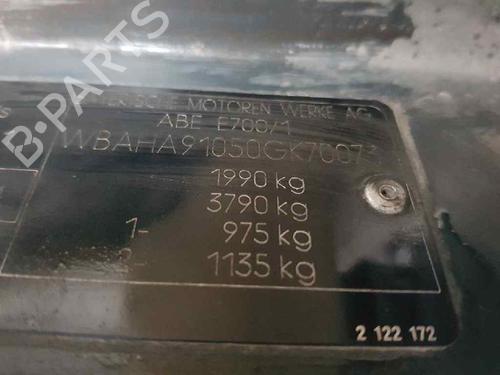 MOTOREN WERKE AG
ABE E700/1
WBAHA91050GK7007
1990 kg
3790 kg
1- 975 kg
2- 1135 kg
2 122 172
B-PARTS